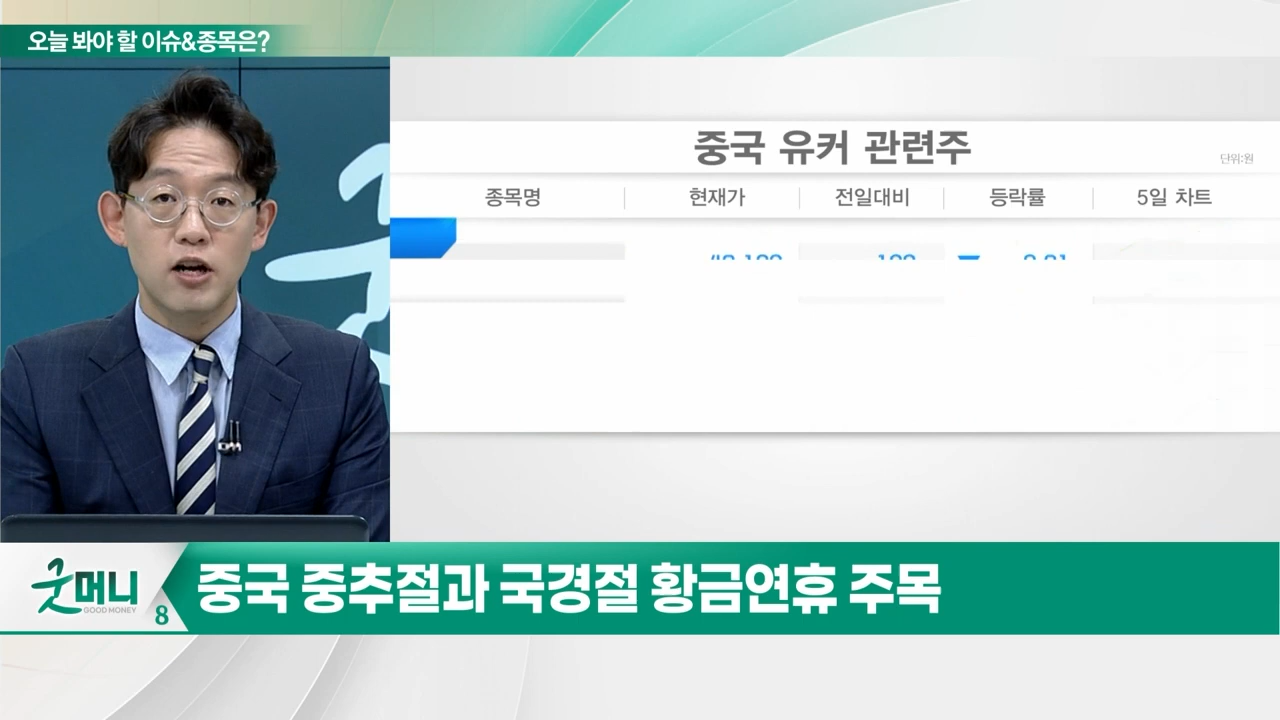 오늘 봐야 할 이슈&종목은?
중국 유커 관련주
단위:원
종목명 현재가 전일대비 등락률 5일 차트
굿머니
GOOD MONEY
8
중국 중추절과 국경절 황금연휴 주목